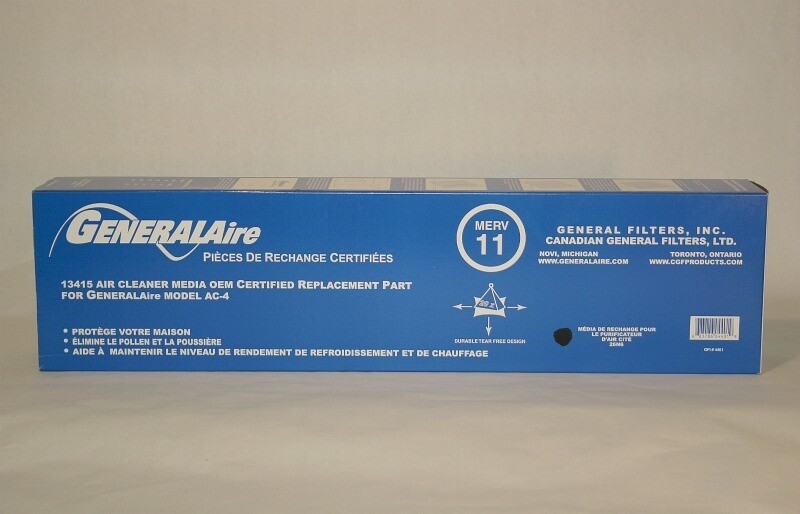 GENERALAire
PIÈCES DE RECHANGE CERTIFIÉES
13415 AIR CLEANER MEDIA OEM CERTIFIED REPLACEMENT PART
FOR GENERALAire MODEL AC-4
• PROTÈGE VOTRE MAISON
• ÉLIMINE LE POLLEN ET LA POUSSIÈRE
• AIDE À MAINTENIR LE NIVEAU DE RENDEMENT DE REFROIDISSEMENT ET DE CHAUFFAGE
MERV
11
DURABLE TEAR FREE DESIGN
GENERAL FILTERS, INC.
CANADIAN GENERAL FILTERS, LTD.
NOVI, MICHIGAN TORONTO, ONTARIO
WWW.GENERALAIRE.COM WWW.CGFPRODUCTS.COM
MÉDIA DE RECHANGE POUR
LE PURIFICATEUR
D'AIR CITÉ